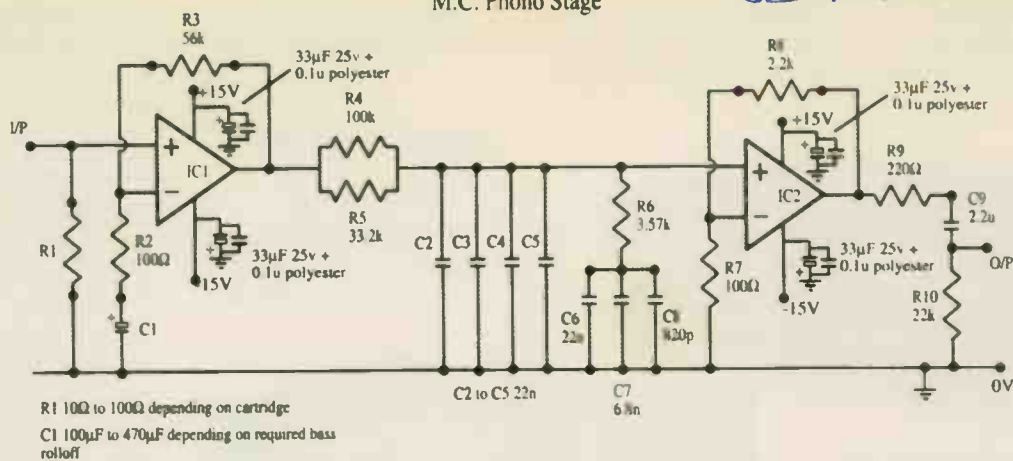 M.C. Phono Stage
R3
56k
33µF 25v +
0.1u polyester
+15V
I/P
IC1
R4
100k
R5
33.2k
R1
R2
100Ω
C1
15V
33µF 25v +
0.1u polyester
C2
C3
C4
C5
R6
3.57k
C6
C7
C8
820p
C2 to C5 22n
2.2k
33µF 25v +
0.1u polyester
+15V
IC2
R9
220Ω
C9
2.2u
O/P
R7
100Ω
33µF 25v +
0.1u polyester
-15V
R10
22k
0V
R1 10Ω to 100Ω depending on cartridge
C1 100µF to 470µF depending on required bass
rolloff